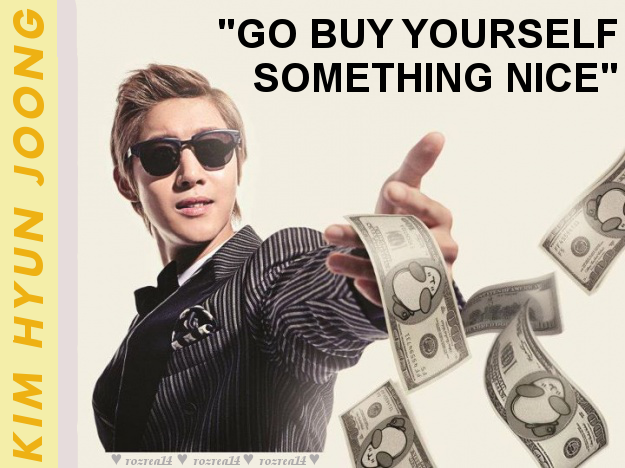 KIM HYUN JOONG
"GO BUY YOURSELF
SOMETHING NICE"
♥ rozrea14 ♥ rozrea14 ♥ rozrea14 ♥